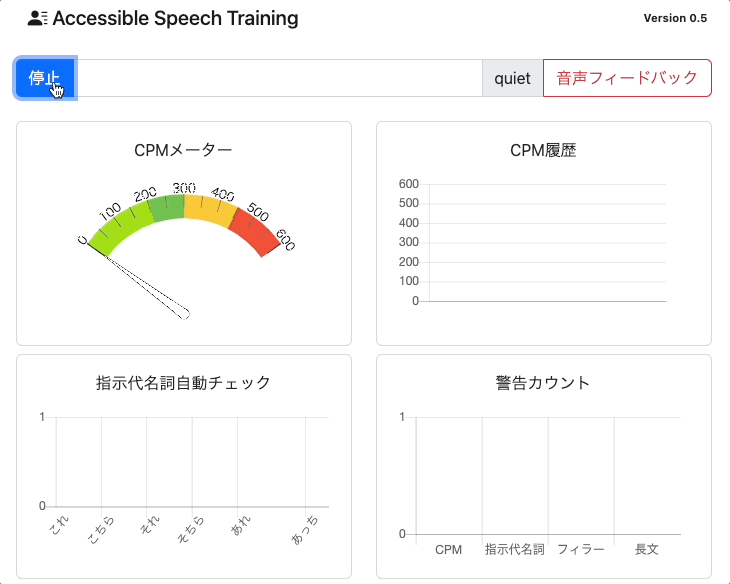 Accessible Speech Training
Version 0.5
停止
quiet
音声フィードバック
CPMメーター
0
100
200
300
400
500
600
CPM履歴
600
500
400
300
200
100
0
指示代名詞自動チェック
1
0
これ
こちら
それ
そちら
あれ
あっち
警告カウント
1
0
CPM
指示代名詞
フィラー
長文